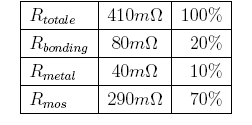 R_totale 410mΩ 100%
R_bonding 80mΩ 20%
R_metal 40mΩ 10%
R_mos 290mΩ 70%